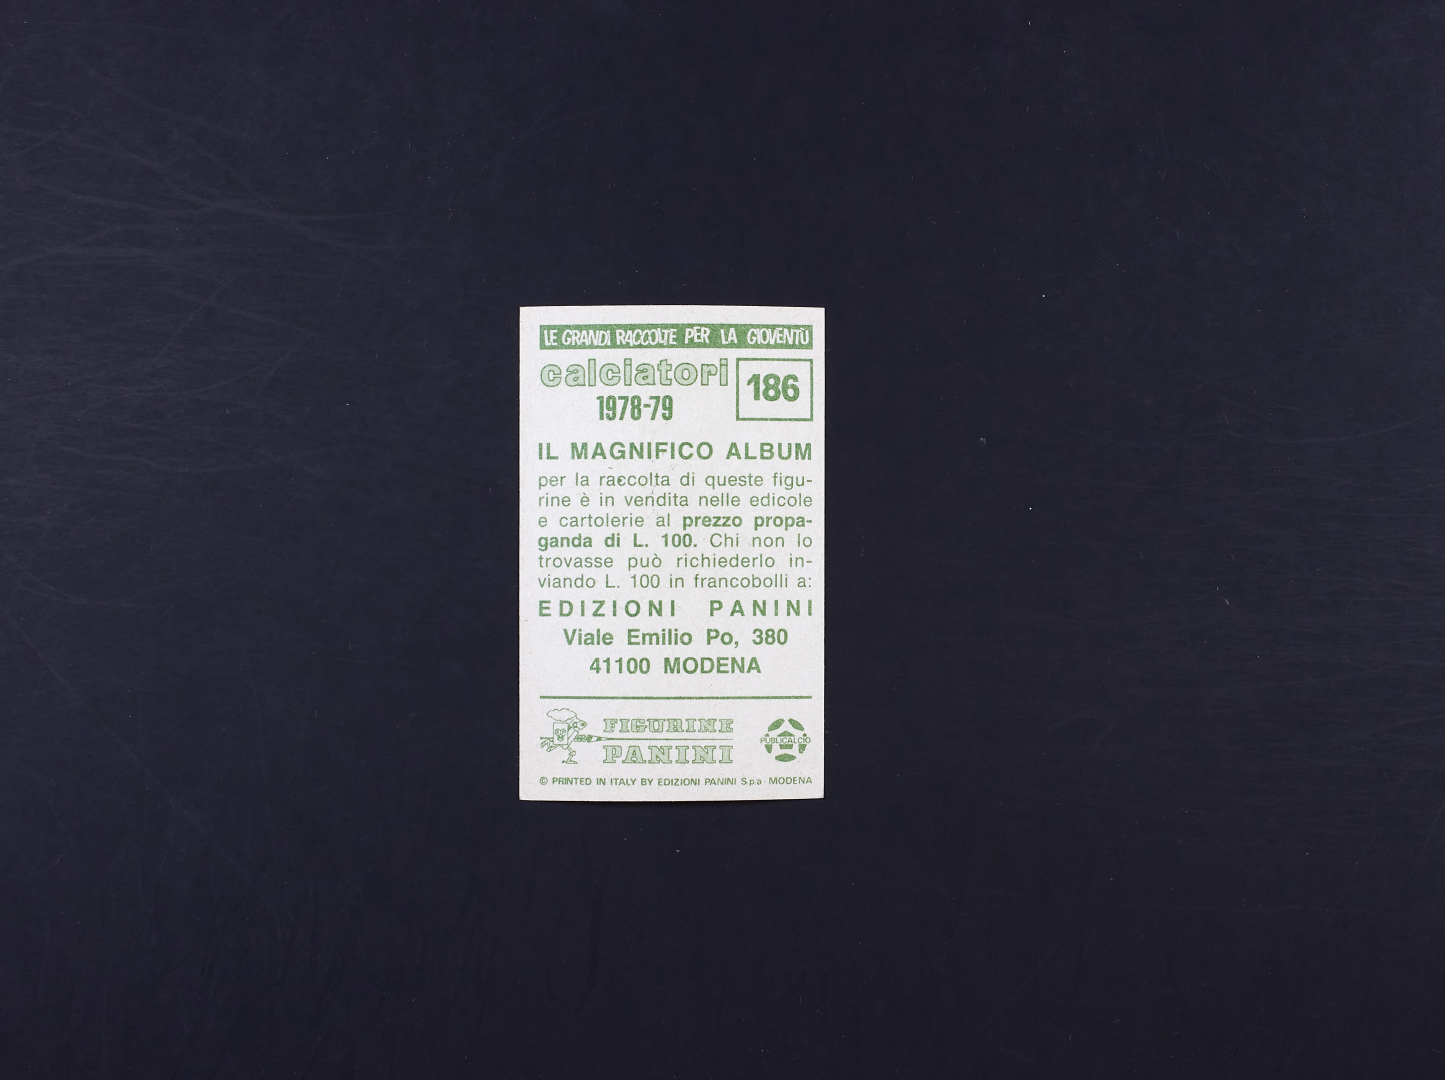 LE GRANDI RACCOLTE PER LA GIOVENTÙ
calciatori
1978-79
186
IL MAGNIFICO ALBUM
per la raccolta di queste figu-
rine è in vendita nelle edicole
e cartolerie al prezzo propa-
ganda di L. 100. Chi non lo
trovasse può richiederlo in-
viando L. 100 in francobolli a:
EDIZIONI PANINI
Viale Emilio Po, 380
41100 MODENA
FIGURINE
PANINI
PUBLICALCIO
© PRINTED IN ITALY BY EDIZIONI PANINI S.p.a - MODENA